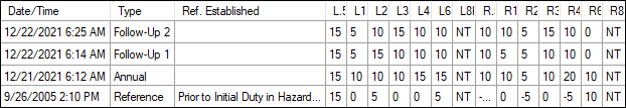 Date/Time Type Ref. Established L.5 L1 L2 L3 L4 L6 L8 R.5 R1 R2 R3 R4 R6 R8
12/22/2021 6:25 AM Follow-Up 2 15 5 10 15 10 10 NT 10 10 5 15 10 0 NT
12/22/2021 6:14 AM Follow-Up 1 15 5 10 10 10 10 NT 10 5 5 10 10 0 NT
12/21/2021 6:12 AM Annual 15 10 10 10 15 15 NT 10 10 5 10 20 10 NT
9/26/2005 2:10 PM Reference Prior to Initial Duty in Hazard... 15 0 5 0 0 5 NT -... 0 -5 0 -5 10 NT